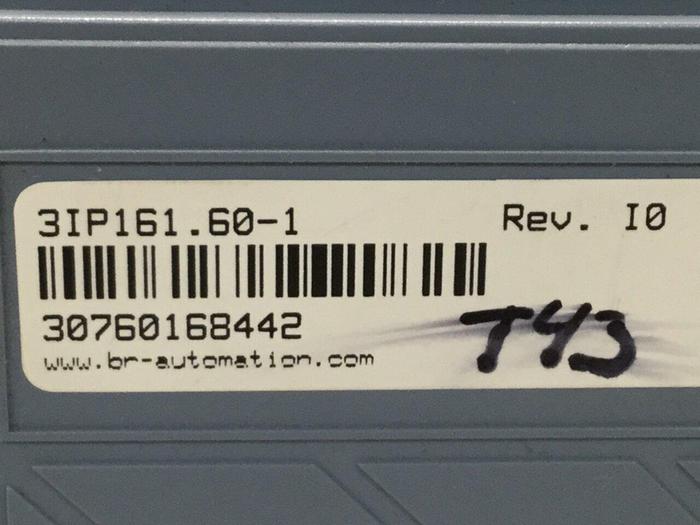 3IP161.60-1 Rev. I0
30760168442
www.br-automation.com
T43